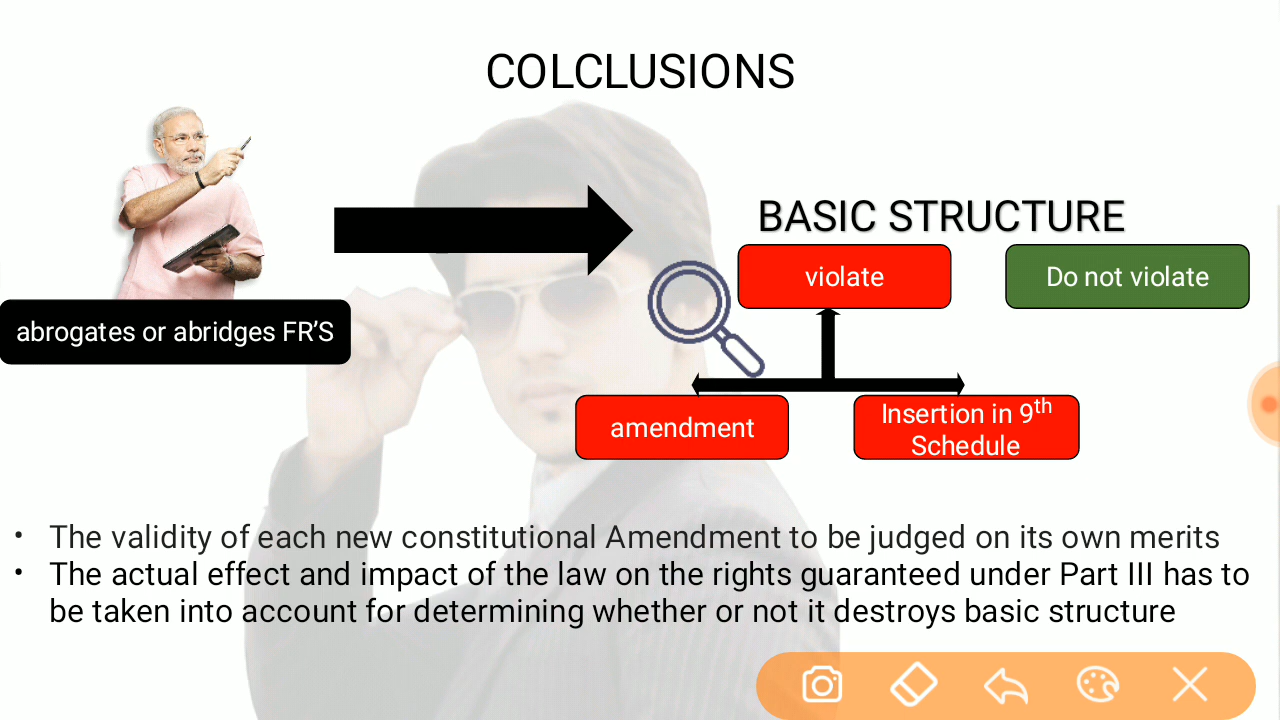 COLCLUSIONS
BASIC STRUCTURE
violate
Do not violate
abrogates or abridges FR’S
amendment
Insertion in 9th
Schedule
• The validity of each new constitutional Amendment to be judged on its own merits
• The actual effect and impact of the law on the rights guaranteed under Part III has to
be taken into account for determining whether or not it destroys basic structure